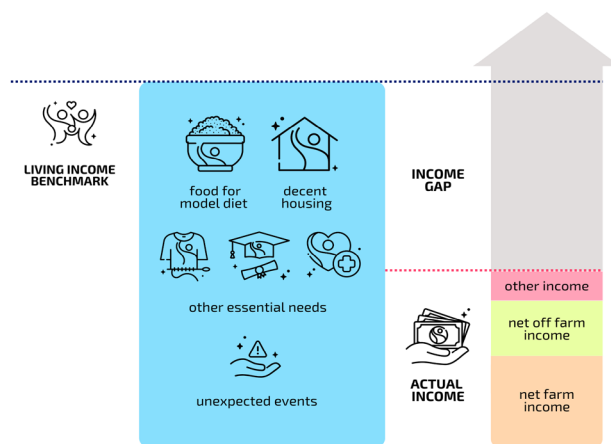 LIVING INCOME
BENCHMARK
food for
model diet
decent
housing
other essential needs
unexpected events
INCOME
GAP
ACTUAL
INCOME
other income
net off farm
income
net farm
income